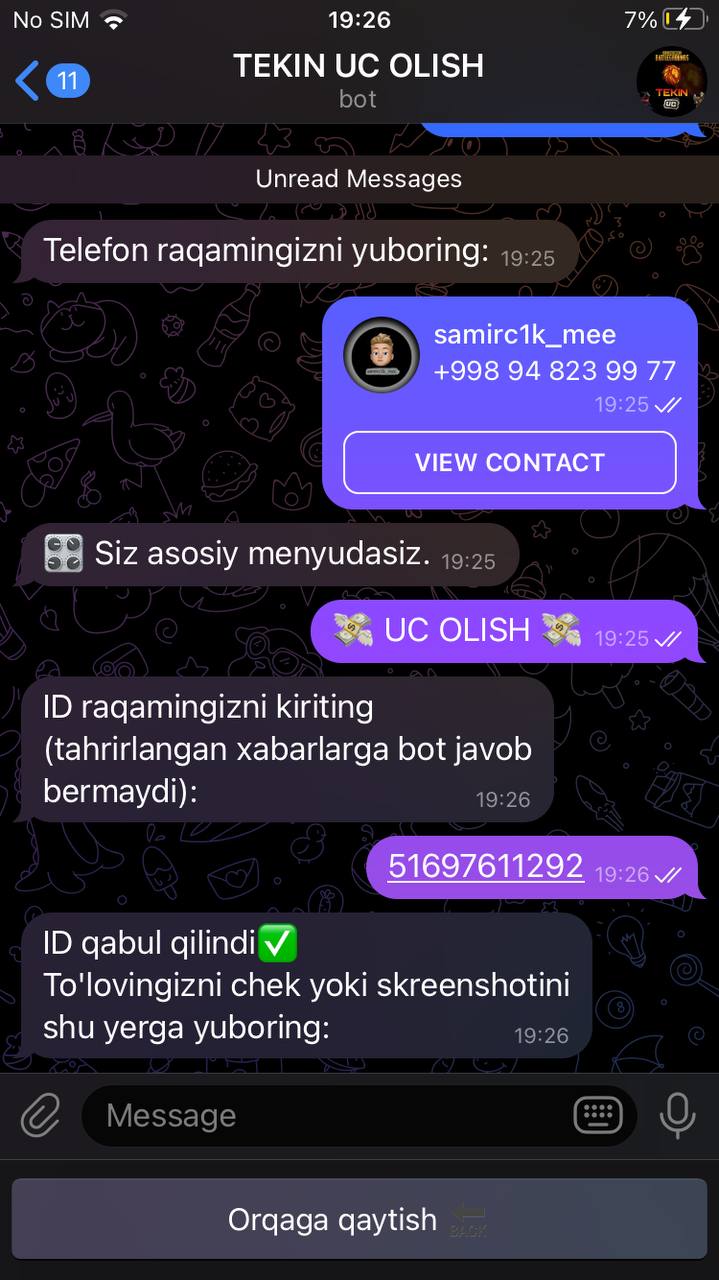 No SIM 19:26 7%
11 TEKIN UC OLISH
bot
TEKIN
UC
Unread Messages
Telefon raqamingizni yuboring: 19:25
samirc1k_mee
+998 94 823 99 77
19:25
VIEW CONTACT
Siz asosiy menyudasiz. 19:25
UC OLISH 19:25
ID raqamingizni kiriting
(tahrirlangan xabarlarga bot javob
bermaydi): 19:26
51697611292 19:26
ID qabul qilindi
To'lovingizni chek yoki skreenshotini
shu yerga yuboring: 19:26
Message
Orqaga qaytish BACK